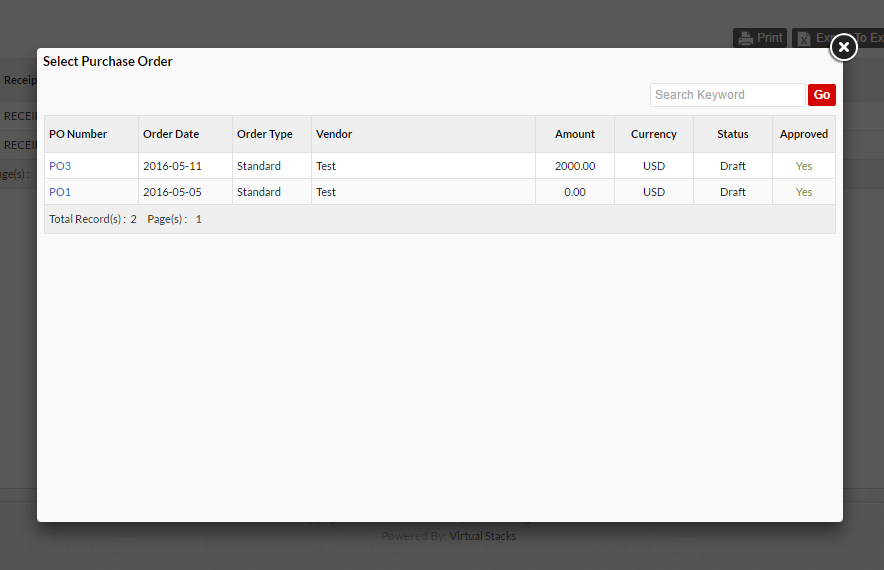 Print Exp To Ex
Select Purchase Order
Receip
Search Keyword Go
PO Number Order Date Order Type Vendor Amount Currency Status Approved
RECEI
PO3 2016-05-11 Standard Test 2000.00 USD Draft Yes
RECEI
ge(s) :
PO1 2016-05-05 Standard Test 0.00 USD Draft Yes
Total Record(s) : 2 Page(s) : 1
Powered By: Virtual Stacks